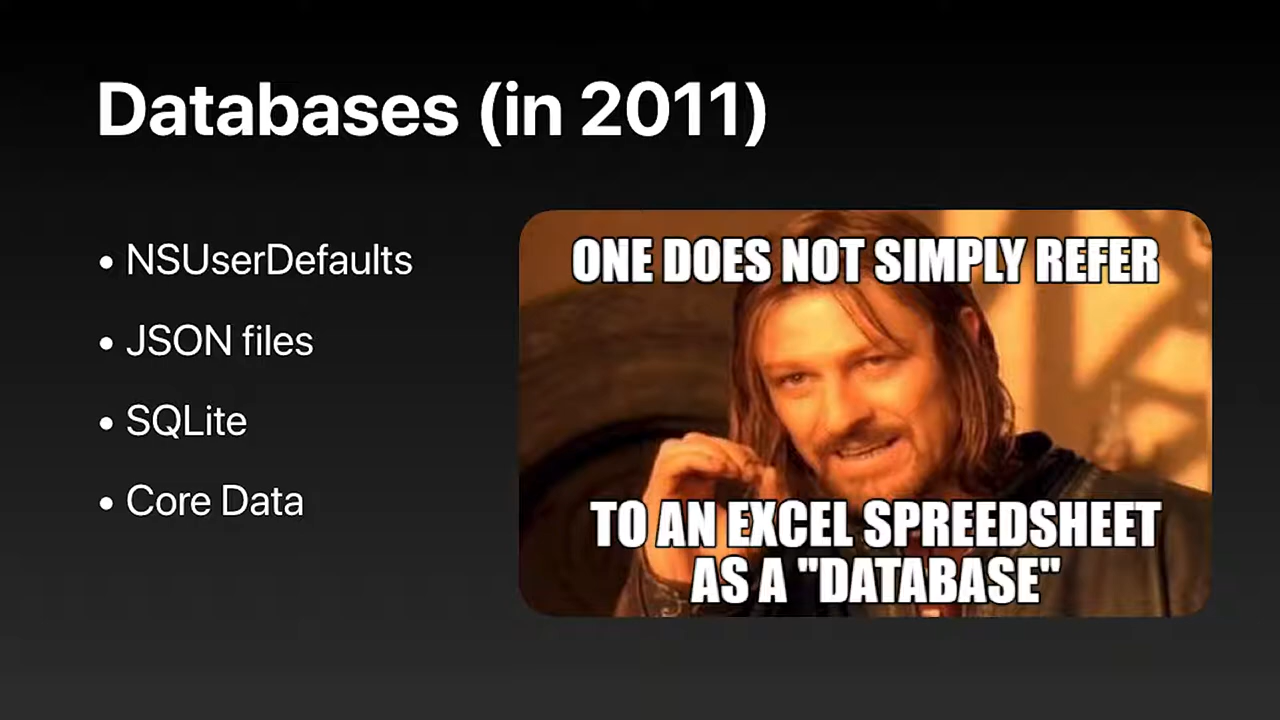 Databases (in 2011)
• NSUserDefaults
• JSON files
• SQLite
• Core Data
ONE DOES NOT SIMPLY REFER
TO AN EXCEL SPREEDSHEET
AS A "DATABASE"